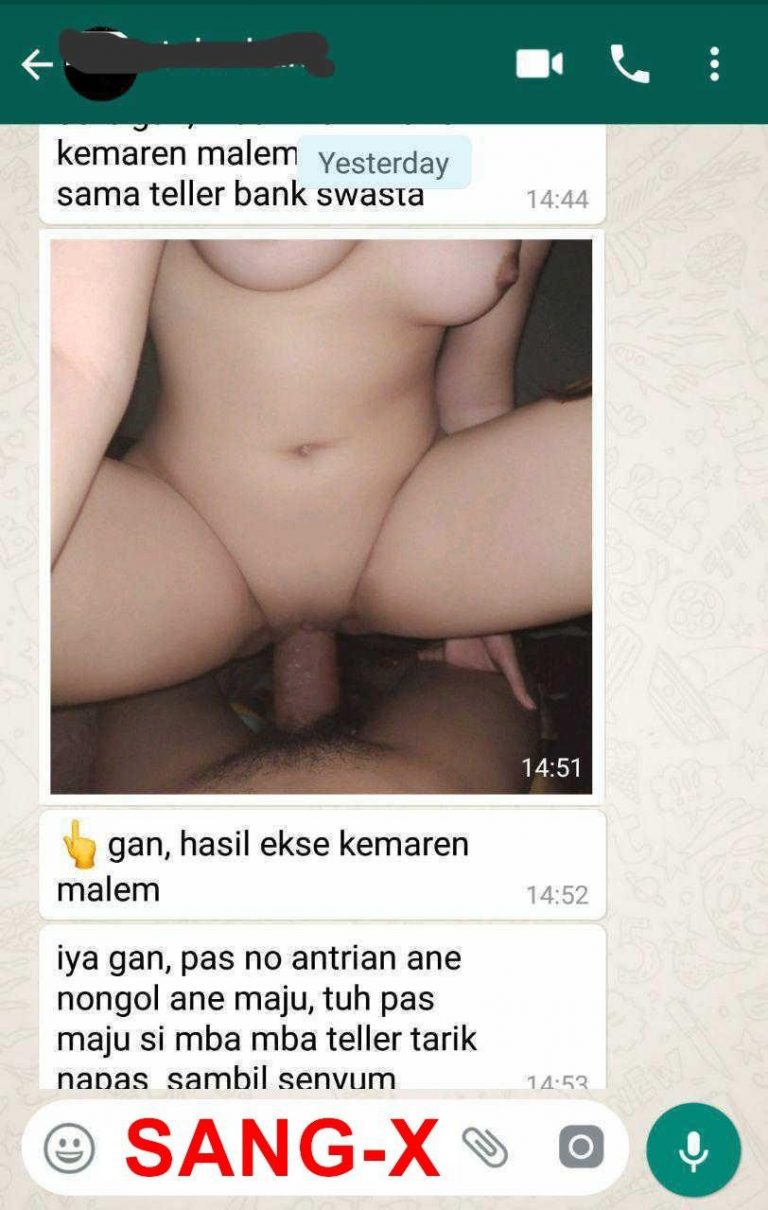 kemaren malem
Yesterday
sama teller bank swasta
14:44
14:51
gan, hasil ekse kemaren
malem
14:52
iya gan, pas no antrian ane
nongol ane maju, tuh pas
maju si mba mba teller tarik
napas sambil senyum
14:53
SANG-X